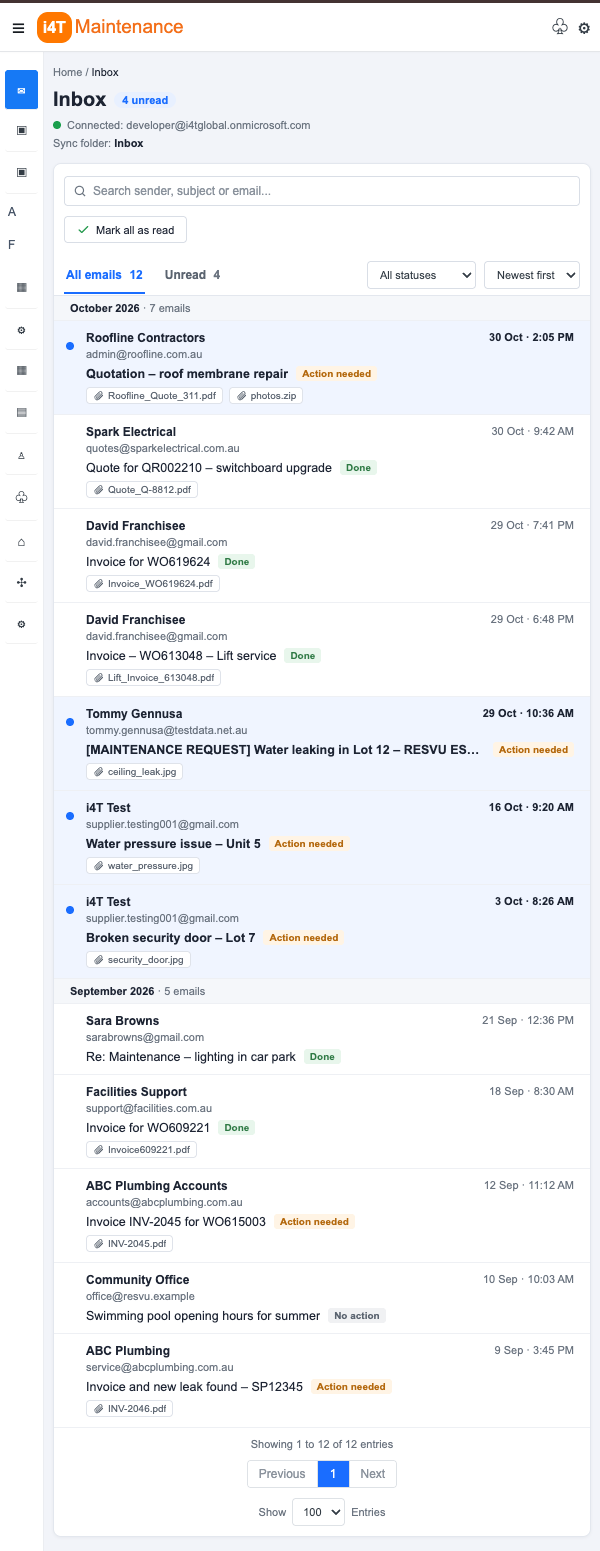 i4T Maintenance
Home / Inbox
Inbox 4 unread
Connected: developer@i4tglobal.onmicrosoft.com
Sync folder: Inbox
Search sender, subject or email...
Mark all as read
All emails 12 Unread 4 All statuses Newest first
A
F
October 2026 · 7 emails
Roofline Contractors 30 Oct · 2:05 PM
admin@roofline.com.au
Quotation – roof membrane repair Action needed
Roofline_Quote_311.pdf photos.zip
Spark Electrical 30 Oct · 9:42 AM
quotes@sparkelectrical.com.au
Quote for QR002210 – switchboard upgrade Done
Quote_Q-8812.pdf
David Franchisee 29 Oct · 7:41 PM
david.franchisee@gmail.com
Invoice for WO619624 Done
Invoice_WO619624.pdf
David Franchisee 29 Oct · 6:48 PM
david.franchisee@gmail.com
Invoice – WO613048 – Lift service Done
Lift_Invoice_613048.pdf
Tommy Gennusa 29 Oct · 10:36 AM
tommy.gennusa@testdata.net.au
[MAINTENANCE REQUEST] Water leaking in Lot 12 – RESVU ES... Action needed
ceiling_leak.jpg
i4T Test 16 Oct · 9:20 AM
supplier.testing001@gmail.com
Water pressure issue – Unit 5 Action needed
water_pressure.jpg
i4T Test 3 Oct · 8:26 AM
supplier.testing001@gmail.com
Broken security door – Lot 7 Action needed
security_door.jpg
September 2026 · 5 emails
Sara Browns 21 Sep · 12:36 PM
sarabrowns@gmail.com
Re: Maintenance – lighting in car park Done
Facilities Support 18 Sep · 8:30 AM
support@facilities.com.au
Invoice for WO609221 Done
Invoice609221.pdf
ABC Plumbing Accounts 12 Sep · 11:12 AM
accounts@abcplumbing.com.au
Invoice INV-2045 for WO615003 Action needed
INV-2045.pdf
Community Office 10 Sep · 10:03 AM
office@resvu.example
Swimming pool opening hours for summer No action
ABC Plumbing 9 Sep · 3:45 PM
service@abcplumbing.com.au
Invoice and new leak found – SP12345 Action needed
INV-2046.pdf
Showing 1 to 12 of 12 entries
Previous 1 Next
Show 100 Entries